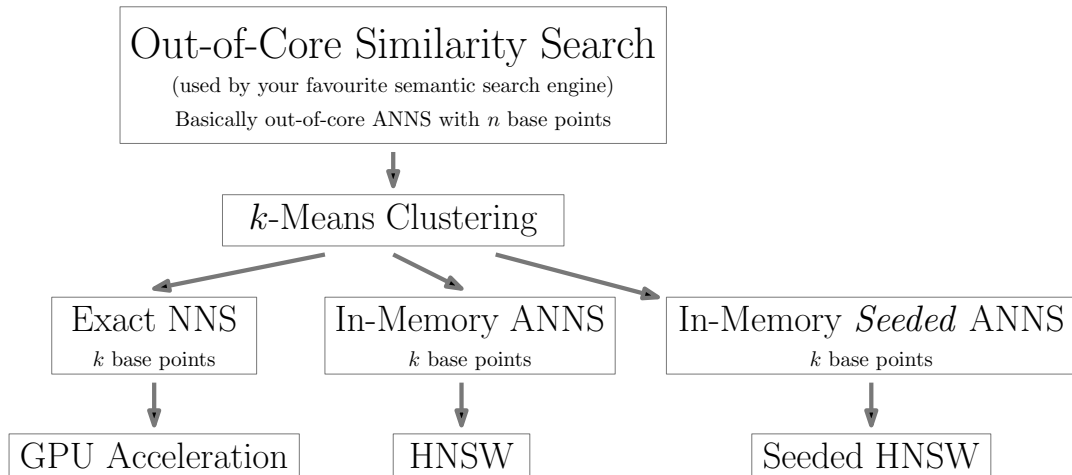 Out-of-Core Similarity Search
(used by your favourite semantic search engine)
Basically out-of-core ANNS with n base points
k-Means Clustering
Exact NNS
k base points
In-Memory ANNS
k base points
In-Memory Seeded ANNS
k base points
GPU Acceleration
HNSW
Seeded HNSW